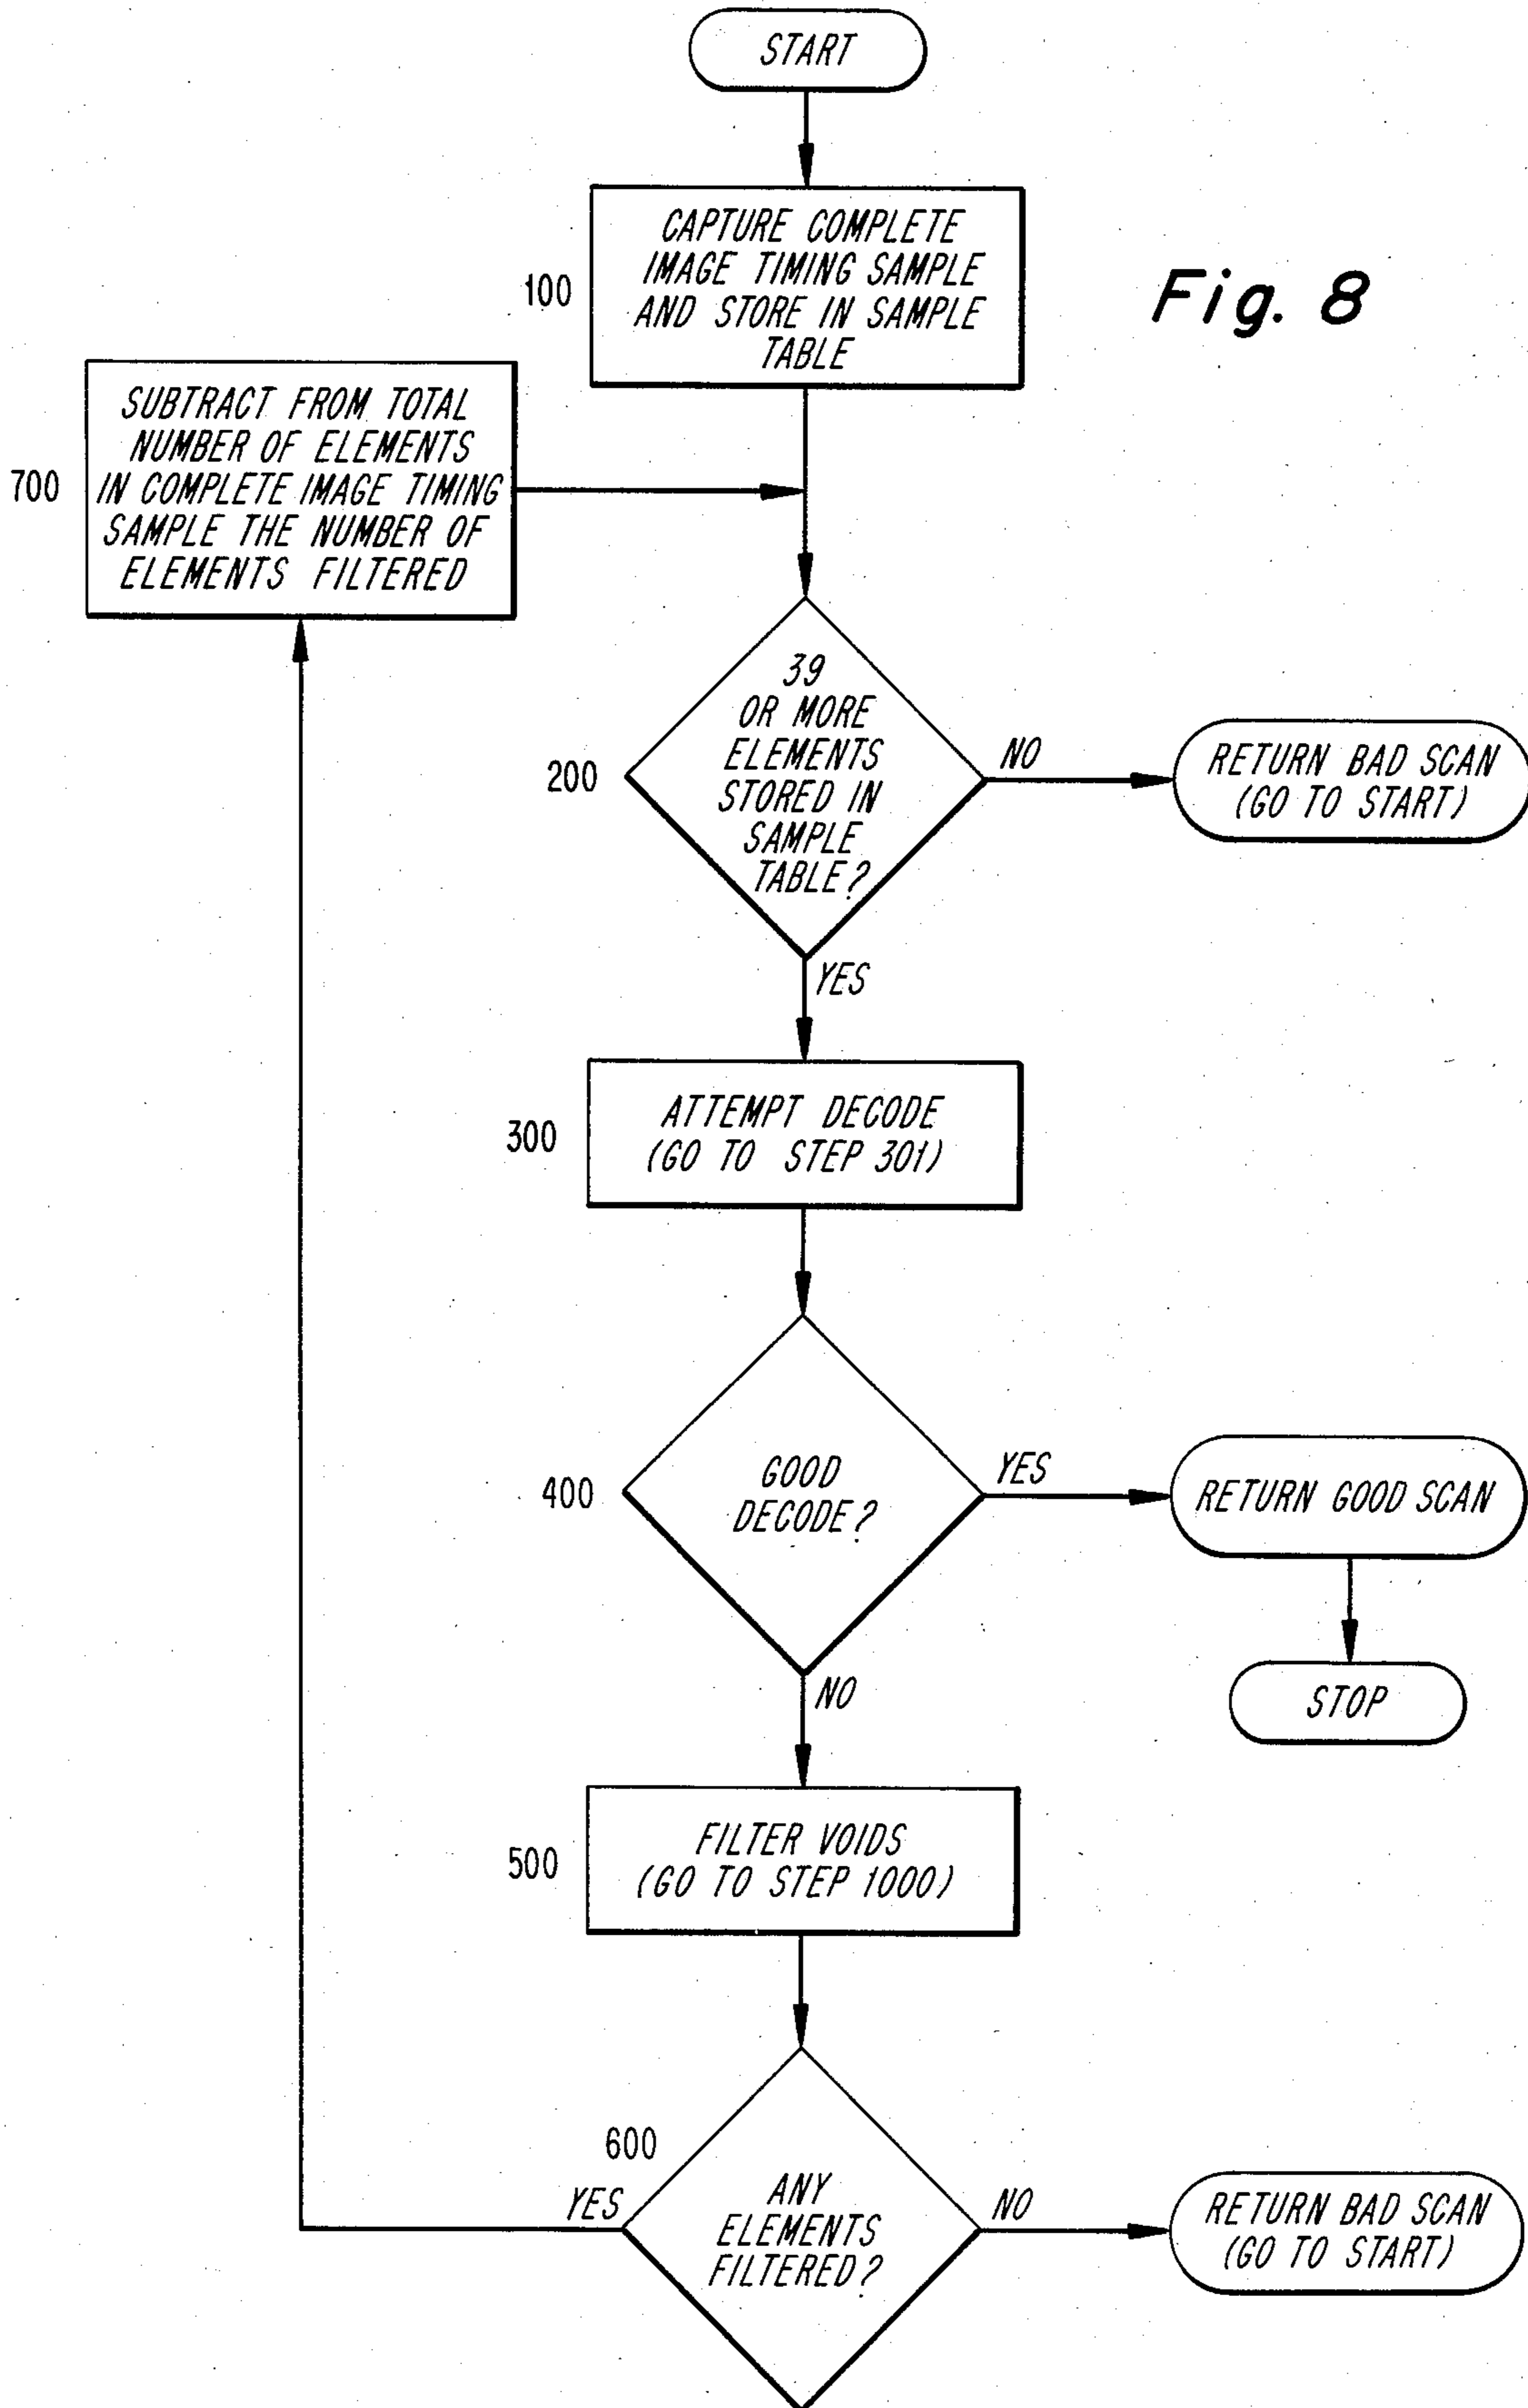 START
CAPTURE COMPLETE
IMAGE TIMING SAMPLE
AND STORE IN SAMPLE
TABLE
100
Fig. 8
SUBTRACT FROM TOTAL
NUMBER OF ELEMENTS
IN COMPLETE IMAGE TIMING
SAMPLE THE NUMBER OF
ELEMENTS FILTERED
700
39
OR MORE
ELEMENTS
STORED IN
SAMPLE
TABLE?
200
NO
RETURN BAD SCAN
(GO TO START)
YES
ATTEMPT DECODE
(GO TO STEP 301)
300
GOOD
DECODE?
400
YES
RETURN GOOD SCAN
STOP
NO
FILTER VOIDS
(GO TO STEP 1000)
500
600
ANY
ELEMENTS
FILTERED?
YES
NO
RETURN BAD SCAN
(GO TO START)